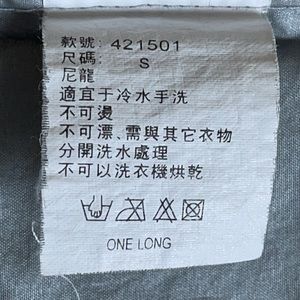 款號: 421501
尺碼: S
尼龍
適宜于冷水手洗
不可燙
不可漂、需與其它衣物
分開洗水處理
不可以洗衣機烘乾
ONE LONG